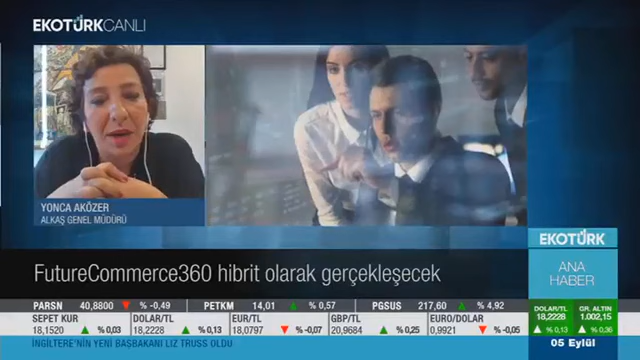 EKOTÜRK CANLI
YONCA AKÖZER
ALKAŞ GENEL MÜDÜRÜ
EKOTÜRK
ANA
HABER
FutureCommerce360 hibrit olarak gerçekleşecek
PARSN 40,8800 % -0,49 PETKM 14,01 % 0,57 PGSUS 217,60 % 4,92
SEPET KUR DOLAR/TL EUR/TL GBP/TL EURO/DOLAR
18,1520 % 0,03 18,2228 % 0,13 18,0797 % -0,07 20,9684 % 0,25 0,9921 % -0,05
DOLAR/TL GR. ALTIN
18,2228 1.002,15
% 0,13 % 0,36
İNGİLTERE'NİN YENİ BAŞBAKANI LIZ TRUSS OLDU
05 Eylül